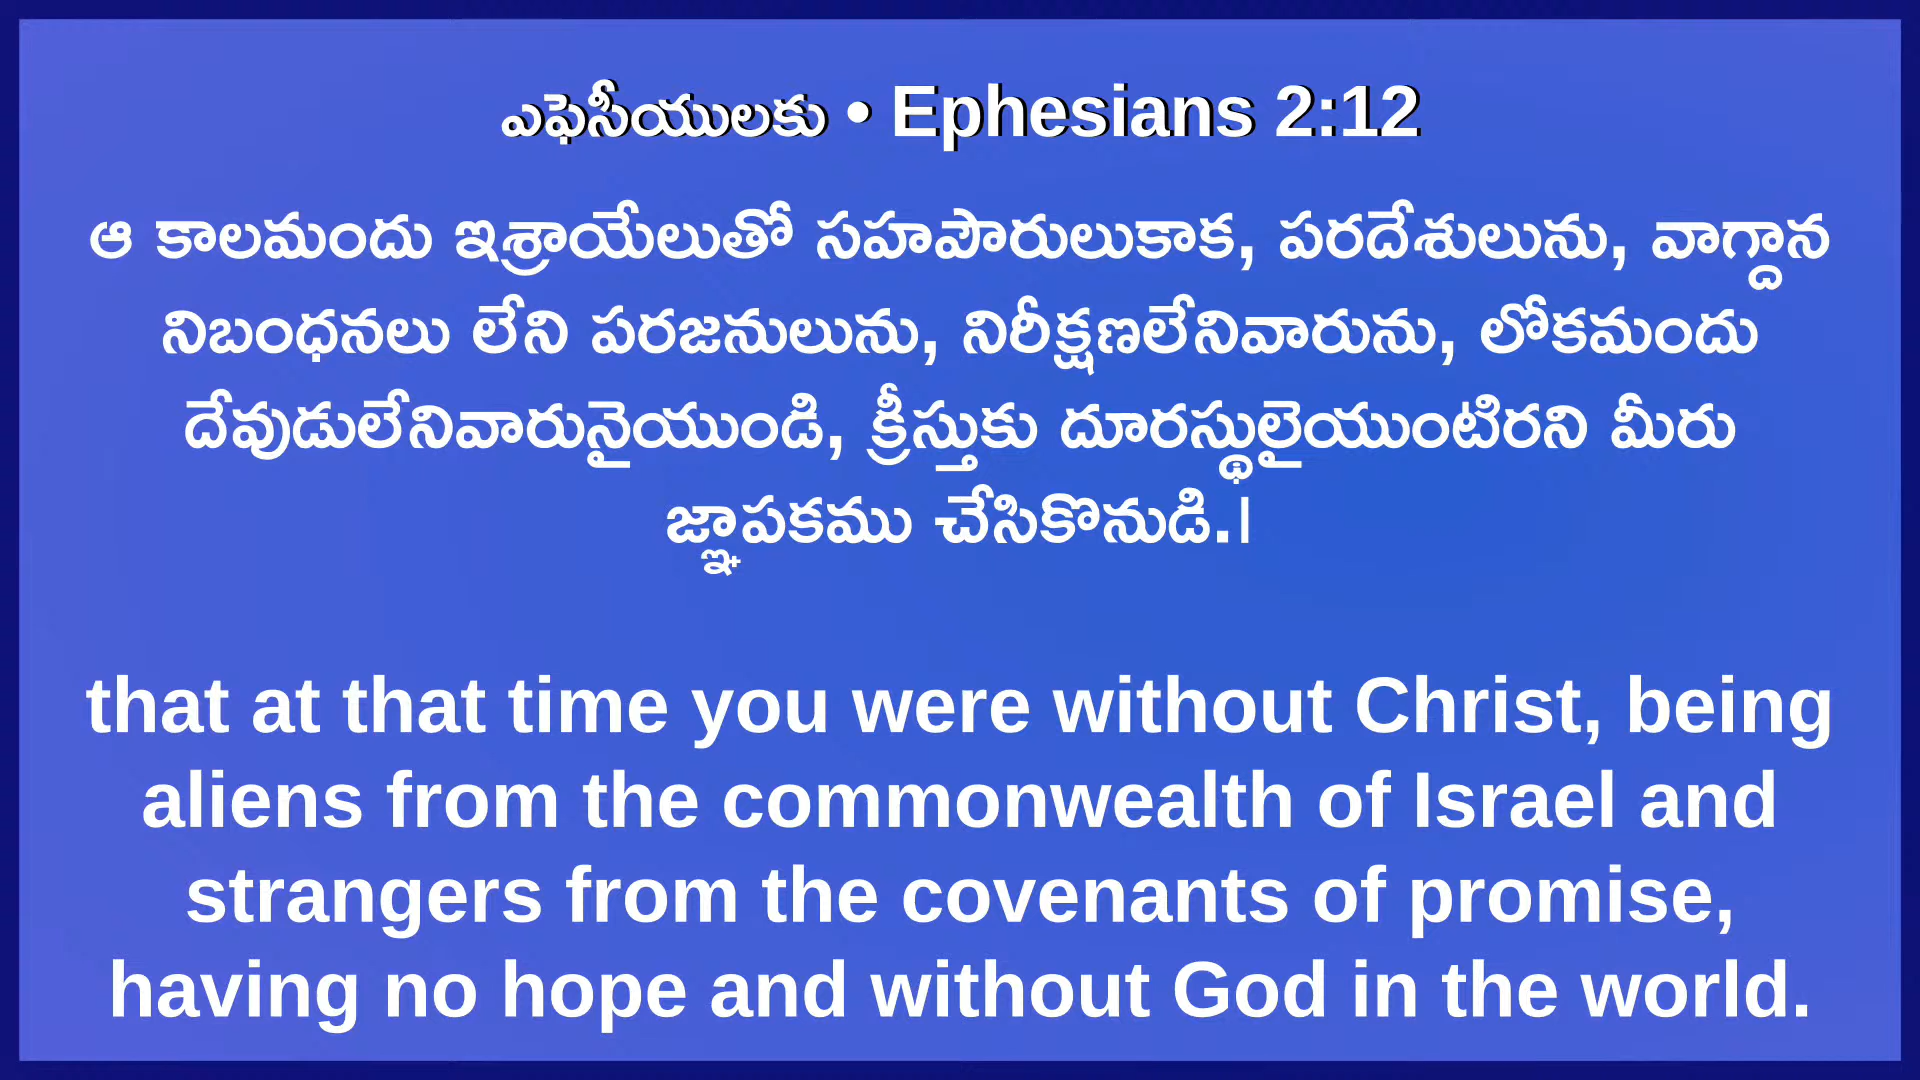 ఎఫెసీయులకు • Ephesians 2:12
ఆ కాలమందు ఇశ్రాయేలుతో సహపౌరులుకాక, పరదేశులును, వాగ్దాన
నిబంధనలు లేని పరజనులును, నిరీక్షణలేనివారును, లోకమందు
దేవుడులేనివారునైయుండి, క్రీస్తుకు దూరస్థులైయుంటిరని మీరు
జ్ఞాపకము చేసికొనుడి.।
that at that time you were without Christ, being
aliens from the commonwealth of Israel and
strangers from the covenants of promise,
having no hope and without God in the world.